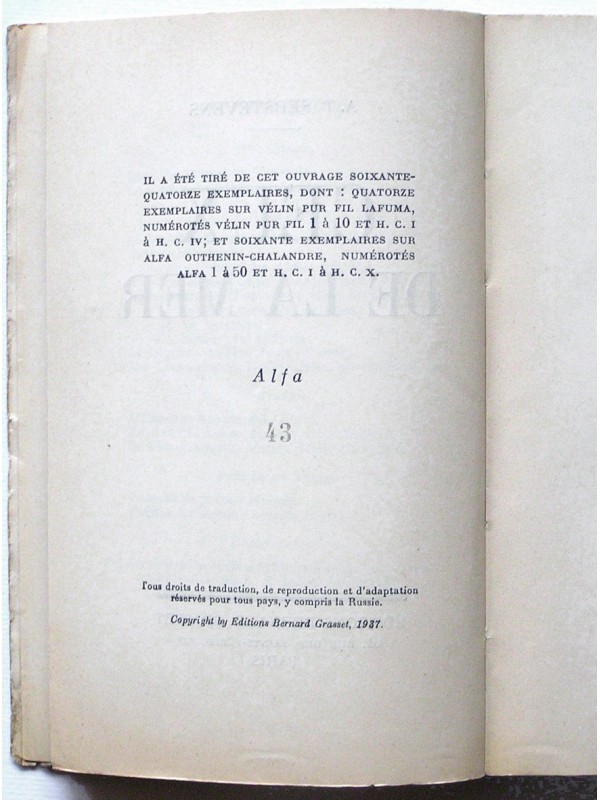 IL A ÉTÉ TIRÉ DE CET OUVRAGE SOIXANTE-
QUATORZE EXEMPLAIRES, DONT : QUATORZE
EXEMPLAIRES SUR VÉLIN PUR FIL LAFUMA,
NUMÉROTÉS VÉLIN PUR FIL 1 à 10 ET H. C. I
à H. C. IV; ET SOIXANTE EXEMPLAIRES SUR
ALFA OUTHENIN-CHALANDRE, NUMÉROTÉS
ALFA 1 à 50 ET H. C. I à H. C. X.
Alfa
43
Tous droits de traduction, de reproduction et d'adaptation
réservés pour tous pays, y compris la Russie.
Copyright by Editions Bernard Grasset, 1937.